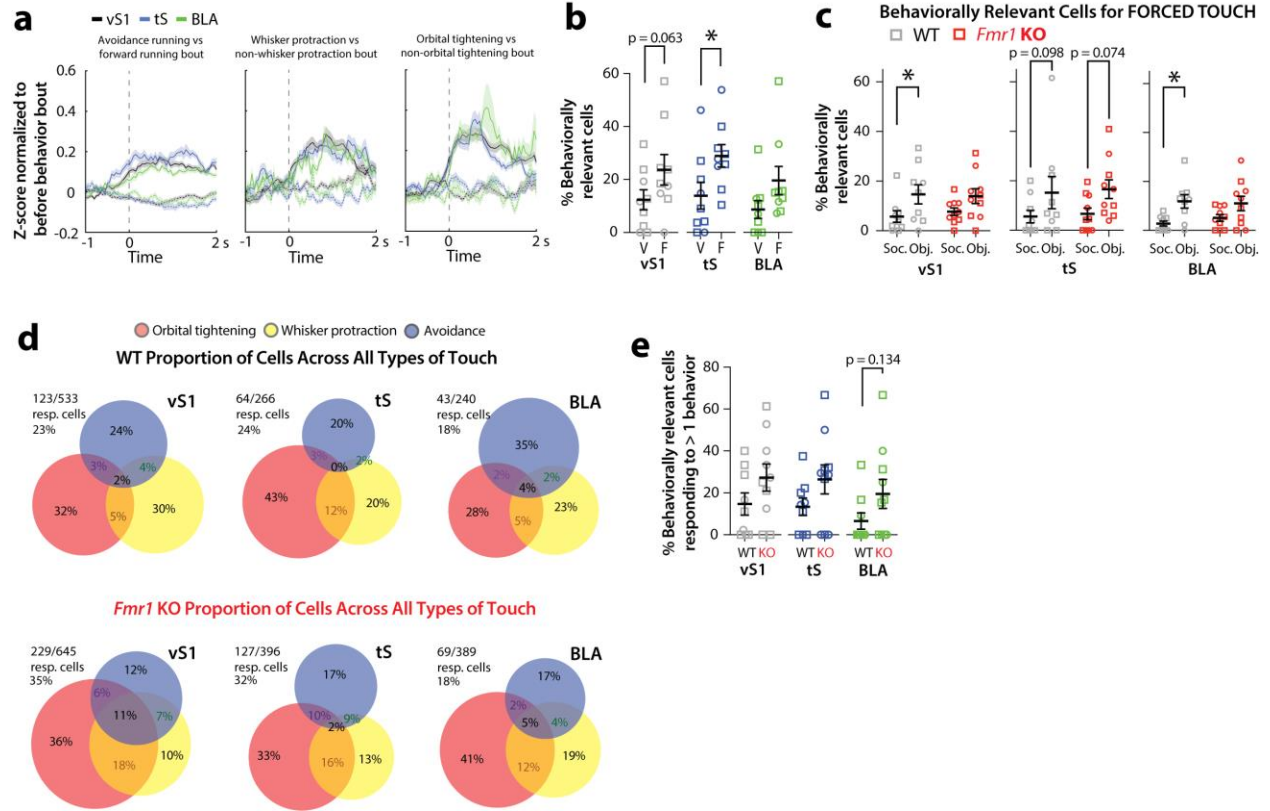 a
vS1 tS BLA
Avoidance running vs
forward running bout
Whisker protraction vs
non-whisker protraction bout
Orbital tightening vs
non-orbital tightening bout
Z-score normalized to
before behavior bout
0.6
0.4
0.2
0
-0.2
-1 0 2 s
Time
-1 0 2 s
Time
-1 0 2 s
Time
b
p = 0.063
*
% Behaviorally
relevant cells
60
40
20
0
V F V F V F
vS1 tS BLA
c
Behaviorally Relevant Cells for FORCED TOUCH
WT Fmr1 KO
p = 0.098 p = 0.074
* *
% Behaviorally
relevant cells
60
40
20
0
Soc. Obj. Soc. Obj. Soc. Obj. Soc. Obj. Soc. Obj. Soc. Obj.
vS1 tS BLA
d
Orbital tightening Whisker protraction Avoidance
WT Proportion of Cells Across All Types of Touch
123/533
resp. cells
23%
vS1
24%
3% 4%
2%
32% 30%
5%
64/266
resp. cells
24%
tS
20%
3% 2%
0%
43% 20%
12%
43/240
resp. cells
18%
BLA
35%
2% 2%
4%
28% 23%
5%
Fmr1 KO Proportion of Cells Across All Types of Touch
229/645
resp. cells
35%
vS1
12%
6% 7%
11%
36% 10%
18%
127/396
resp. cells
32%
tS
17%
10% 9%
2%
33% 13%
16%
69/389
resp. cells
18%
BLA
17%
2% 4%
5%
41% 19%
12%
e
p = 0.134
% Behaviorally relevant cells
responding to > 1 behavior
80
60
40
20
0
WT KO WT KO WT KO
vS1 tS BLA